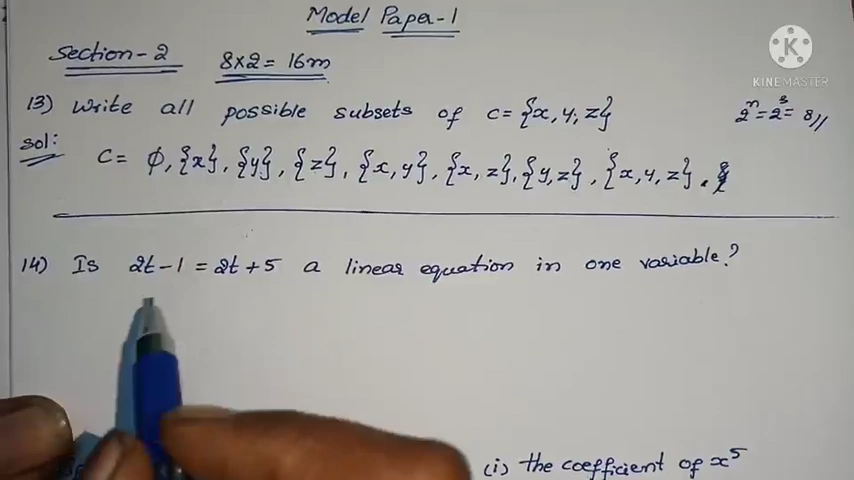 Model Paper-1
Section-2 8×2=16m
K
KINEMASTER
13) Write all possible subsets of C={x,y,z} 2ⁿ=2³=8//
Sol:
C= ϕ,{x},{y},{z},{x,y},{x,z},{y,z},{x,y,z}.
14) Is 2t-1=2t+5 a linear equation in one variable?
(i) the coefficient of x⁵